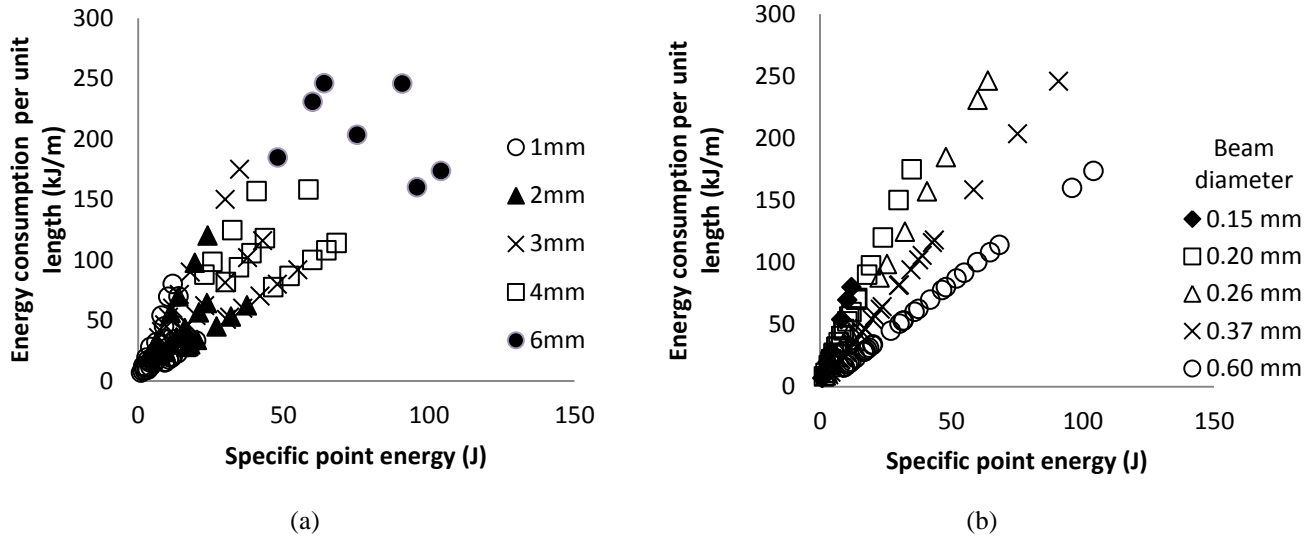 300
250
200
150
100
50
0
Energy consumption per unit
length (kJ/m)
0 50 100 150
Specific point energy (J)
1mm
2mm
3mm
4mm
6mm
(a)
300
250
200
150
100
50
0
Energy consumption per unit
length (kJ/m)
0 50 100 150
Specific point energy (J)
Beam
diameter
0.15 mm
0.20 mm
0.26 mm
0.37 mm
0.60 mm
(b)